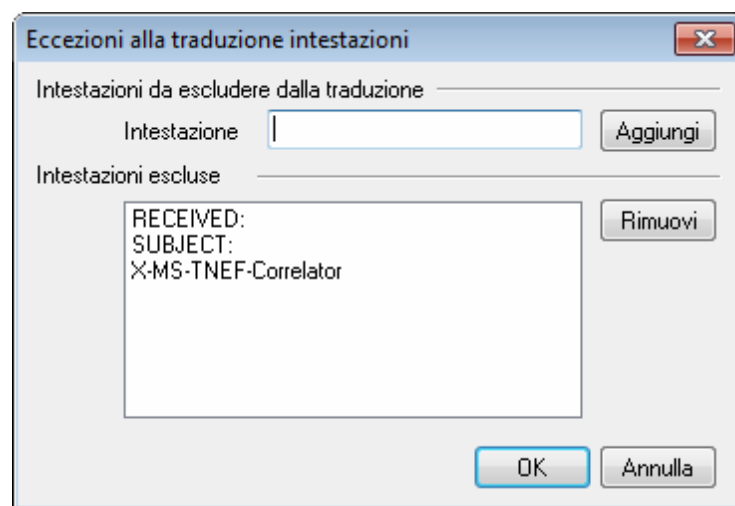 Eccezioni alla traduzione intestazioni
Intestazioni da escludere dalla traduzione
Intestazione
Aggiungi
Intestazioni escluse
RECEIVED:
SUBJECT:
X-MS-TNEF-Correlator
Rimuovi
OK
Annulla